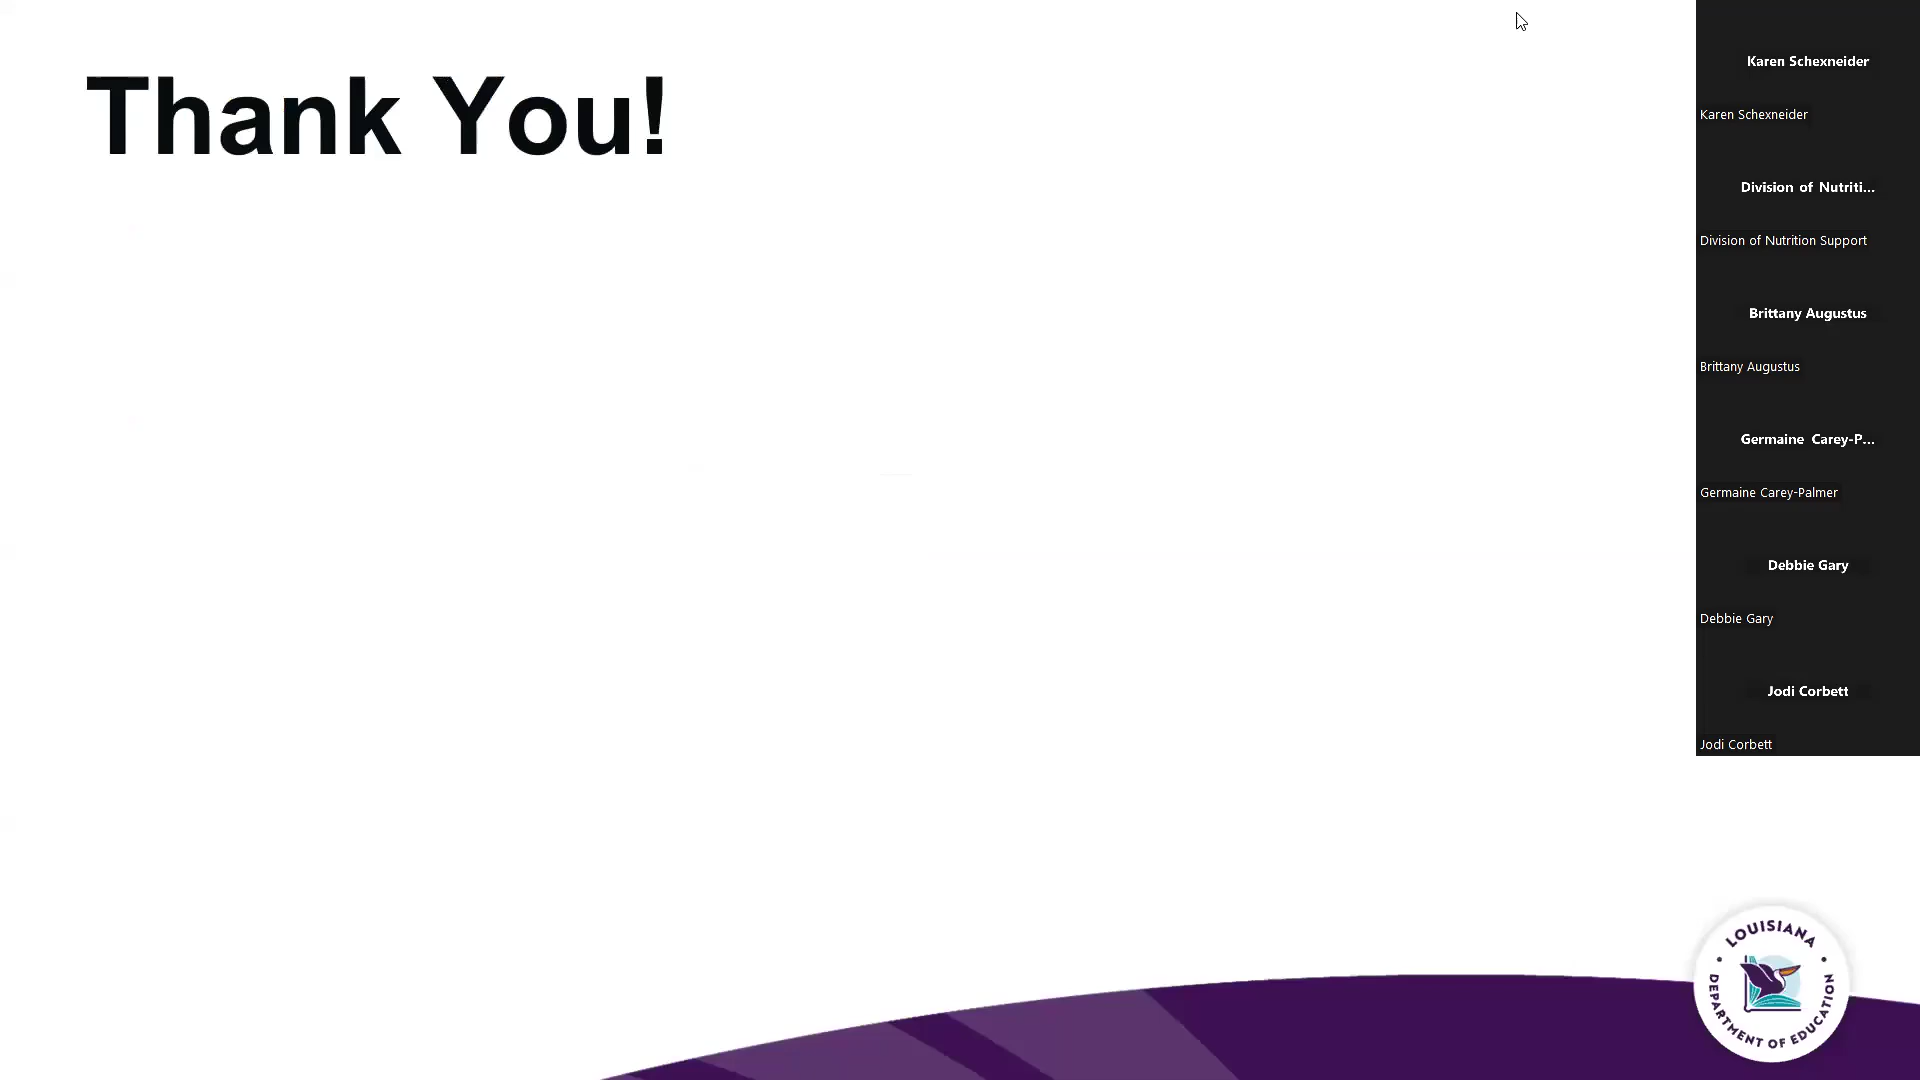 Thank You!
Karen Schexneider
Karen Schexneider
Division of Nutriti...
Division of Nutrition Support
Brittany Augustus
Brittany Augustus
Germaine Carey-P...
Germaine Carey-Palmer
Debbie Gary
Debbie Gary
Jodi Corbett
Jodi Corbett
LOUISIANA
DEPARTMENT OF EDUCATION